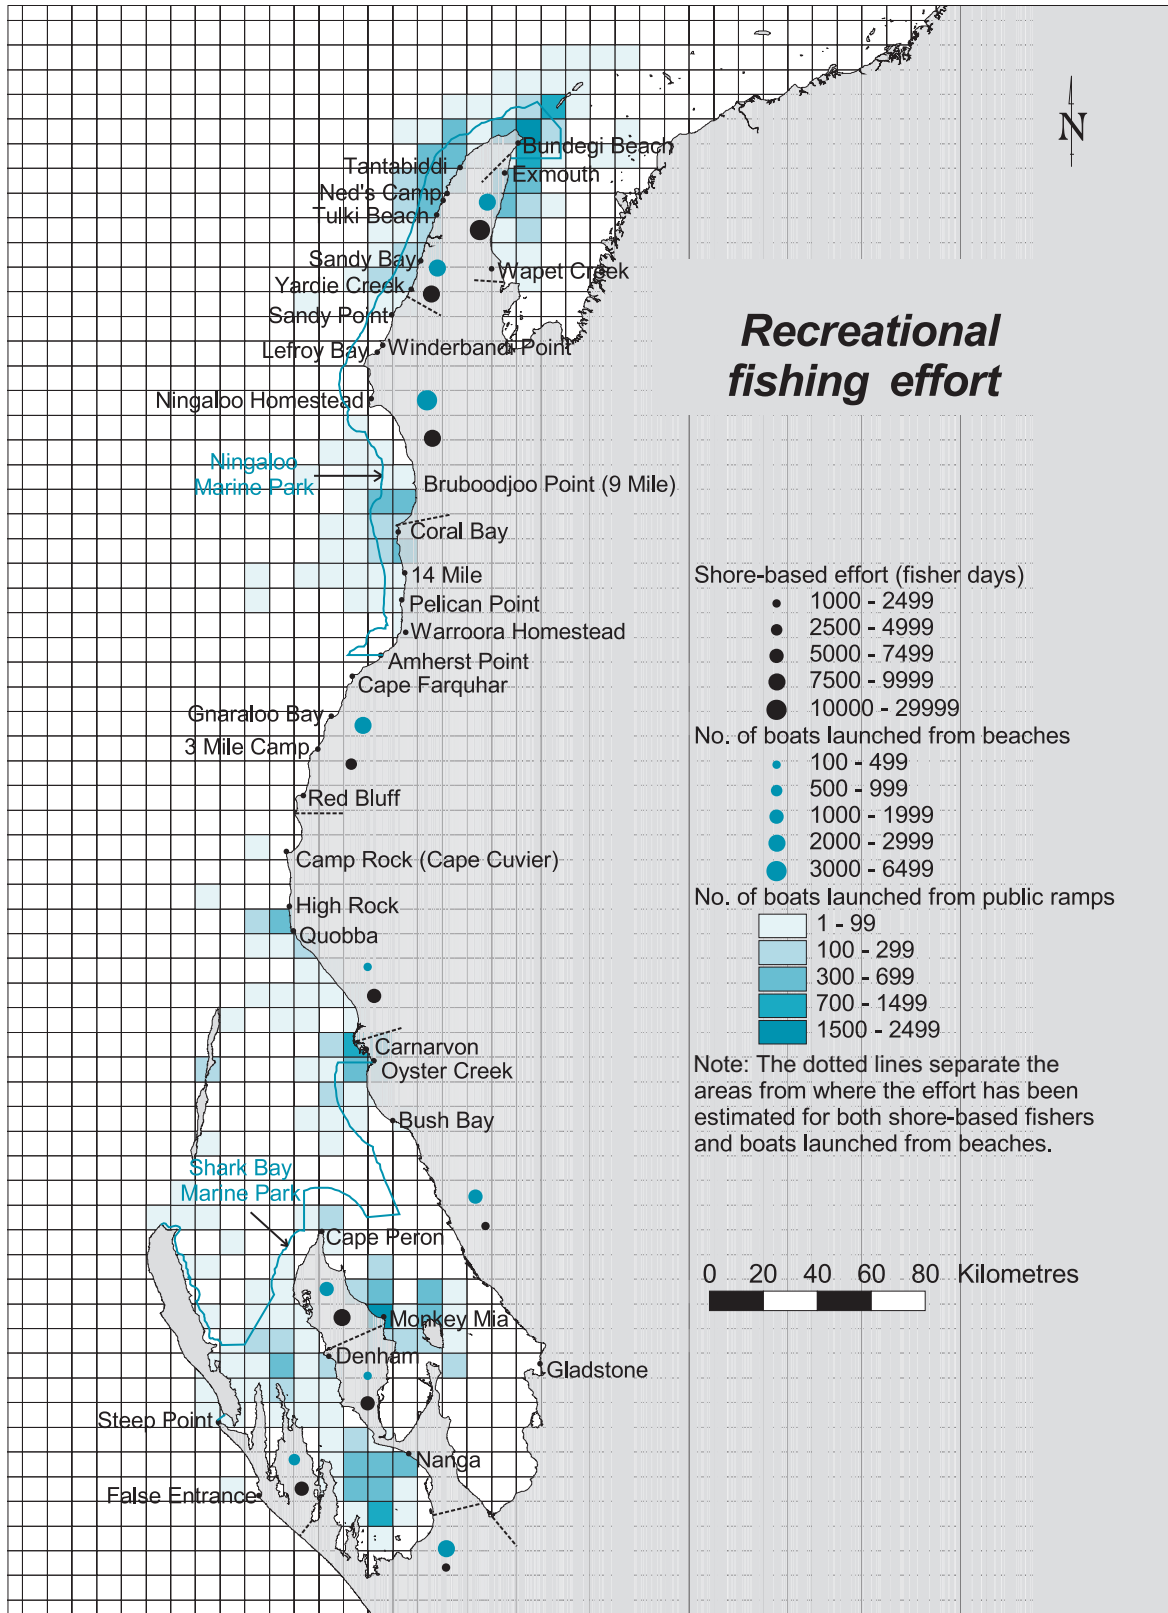 N
Bundegi Beach
Tantabiddi
Exmouth
Ned's Camp
Tulki Beach
Sandy Bay
Wapet Creek
Yardie Creek
Sandy Point
Recreational
fishing effort
Lefroy Bay
Winderbandi Point
Ningaloo Homestead
Ningaloo
Marine Park
Bruboodjoo Point (9 Mile)
Coral Bay
14 Mile
Pelican Point
Warroora Homestead
Amherst Point
Cape Farquhar
Gnaraloo Bay
3 Mile Camp
Red Bluff
Camp Rock (Cape Cuvier)
High Rock
Quobba
Carnarvon
Oyster Creek
Bush Bay
Shark Bay
Marine Park
Cape Peron
Monkey Mia
Denham
Gladstone
Steep Point
Nanga
False Entrance
Shore-based effort (fisher days)
1000 - 2499
2500 - 4999
5000 - 7499
7500 - 9999
10000 - 29999
No. of boats launched from beaches
100 - 499
500 - 999
1000 - 1999
2000 - 2999
3000 - 6499
No. of boats launched from public ramps
1 - 99
100 - 299
300 - 699
700 - 1499
1500 - 2499
Note: The dotted lines separate the
areas from where the effort has been
estimated for both shore-based fishers
and boats launched from beaches.
0 20 40 60 80 Kilometres